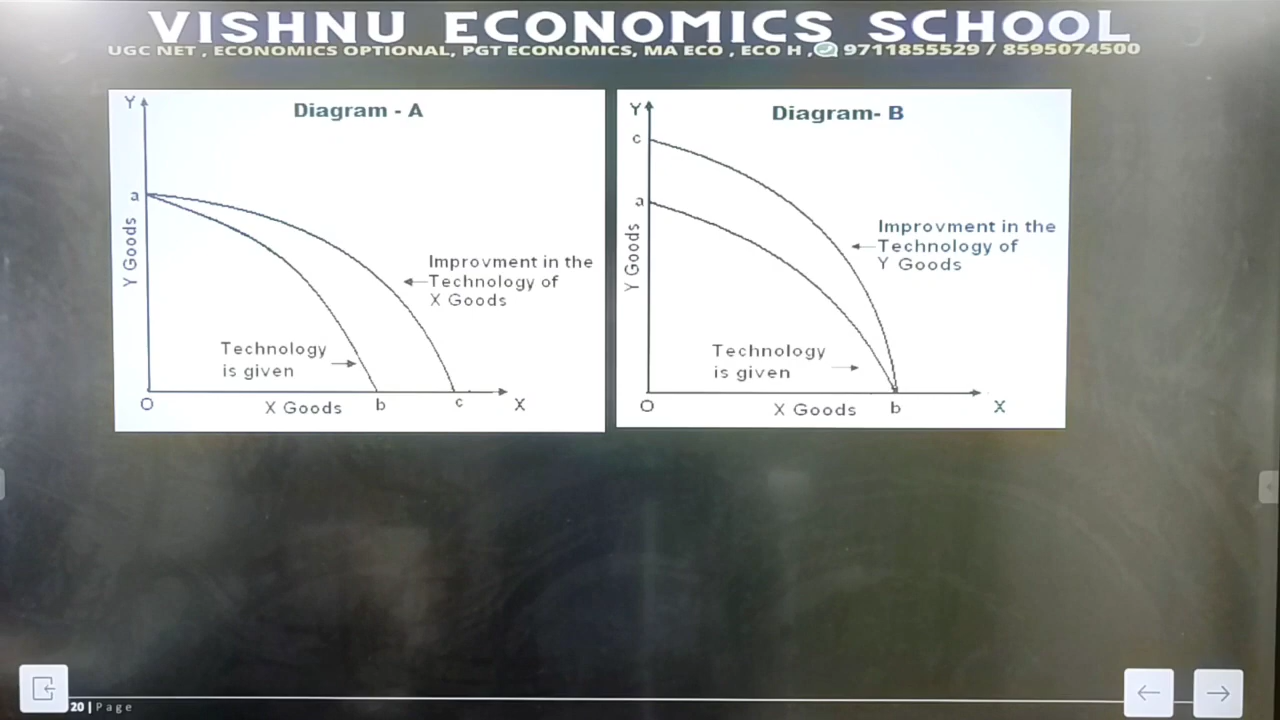 VISHNU ECONOMICS SCHOOL
UGC NET , ECONOMICS OPTIONAL, PGT ECONOMICS, MA ECO , ECO H , 9711855529 / 8595074500
Diagram - A
Y
a
Y Goods
Improvment in the
Technology of
X Goods
Technology
is given
O
X Goods
b
c
X
Diagram- B
Y
c
a
Y Goods
Improvment in the
Technology of
Y Goods
Technology
is given
O
X Goods
b
X
20 | Page